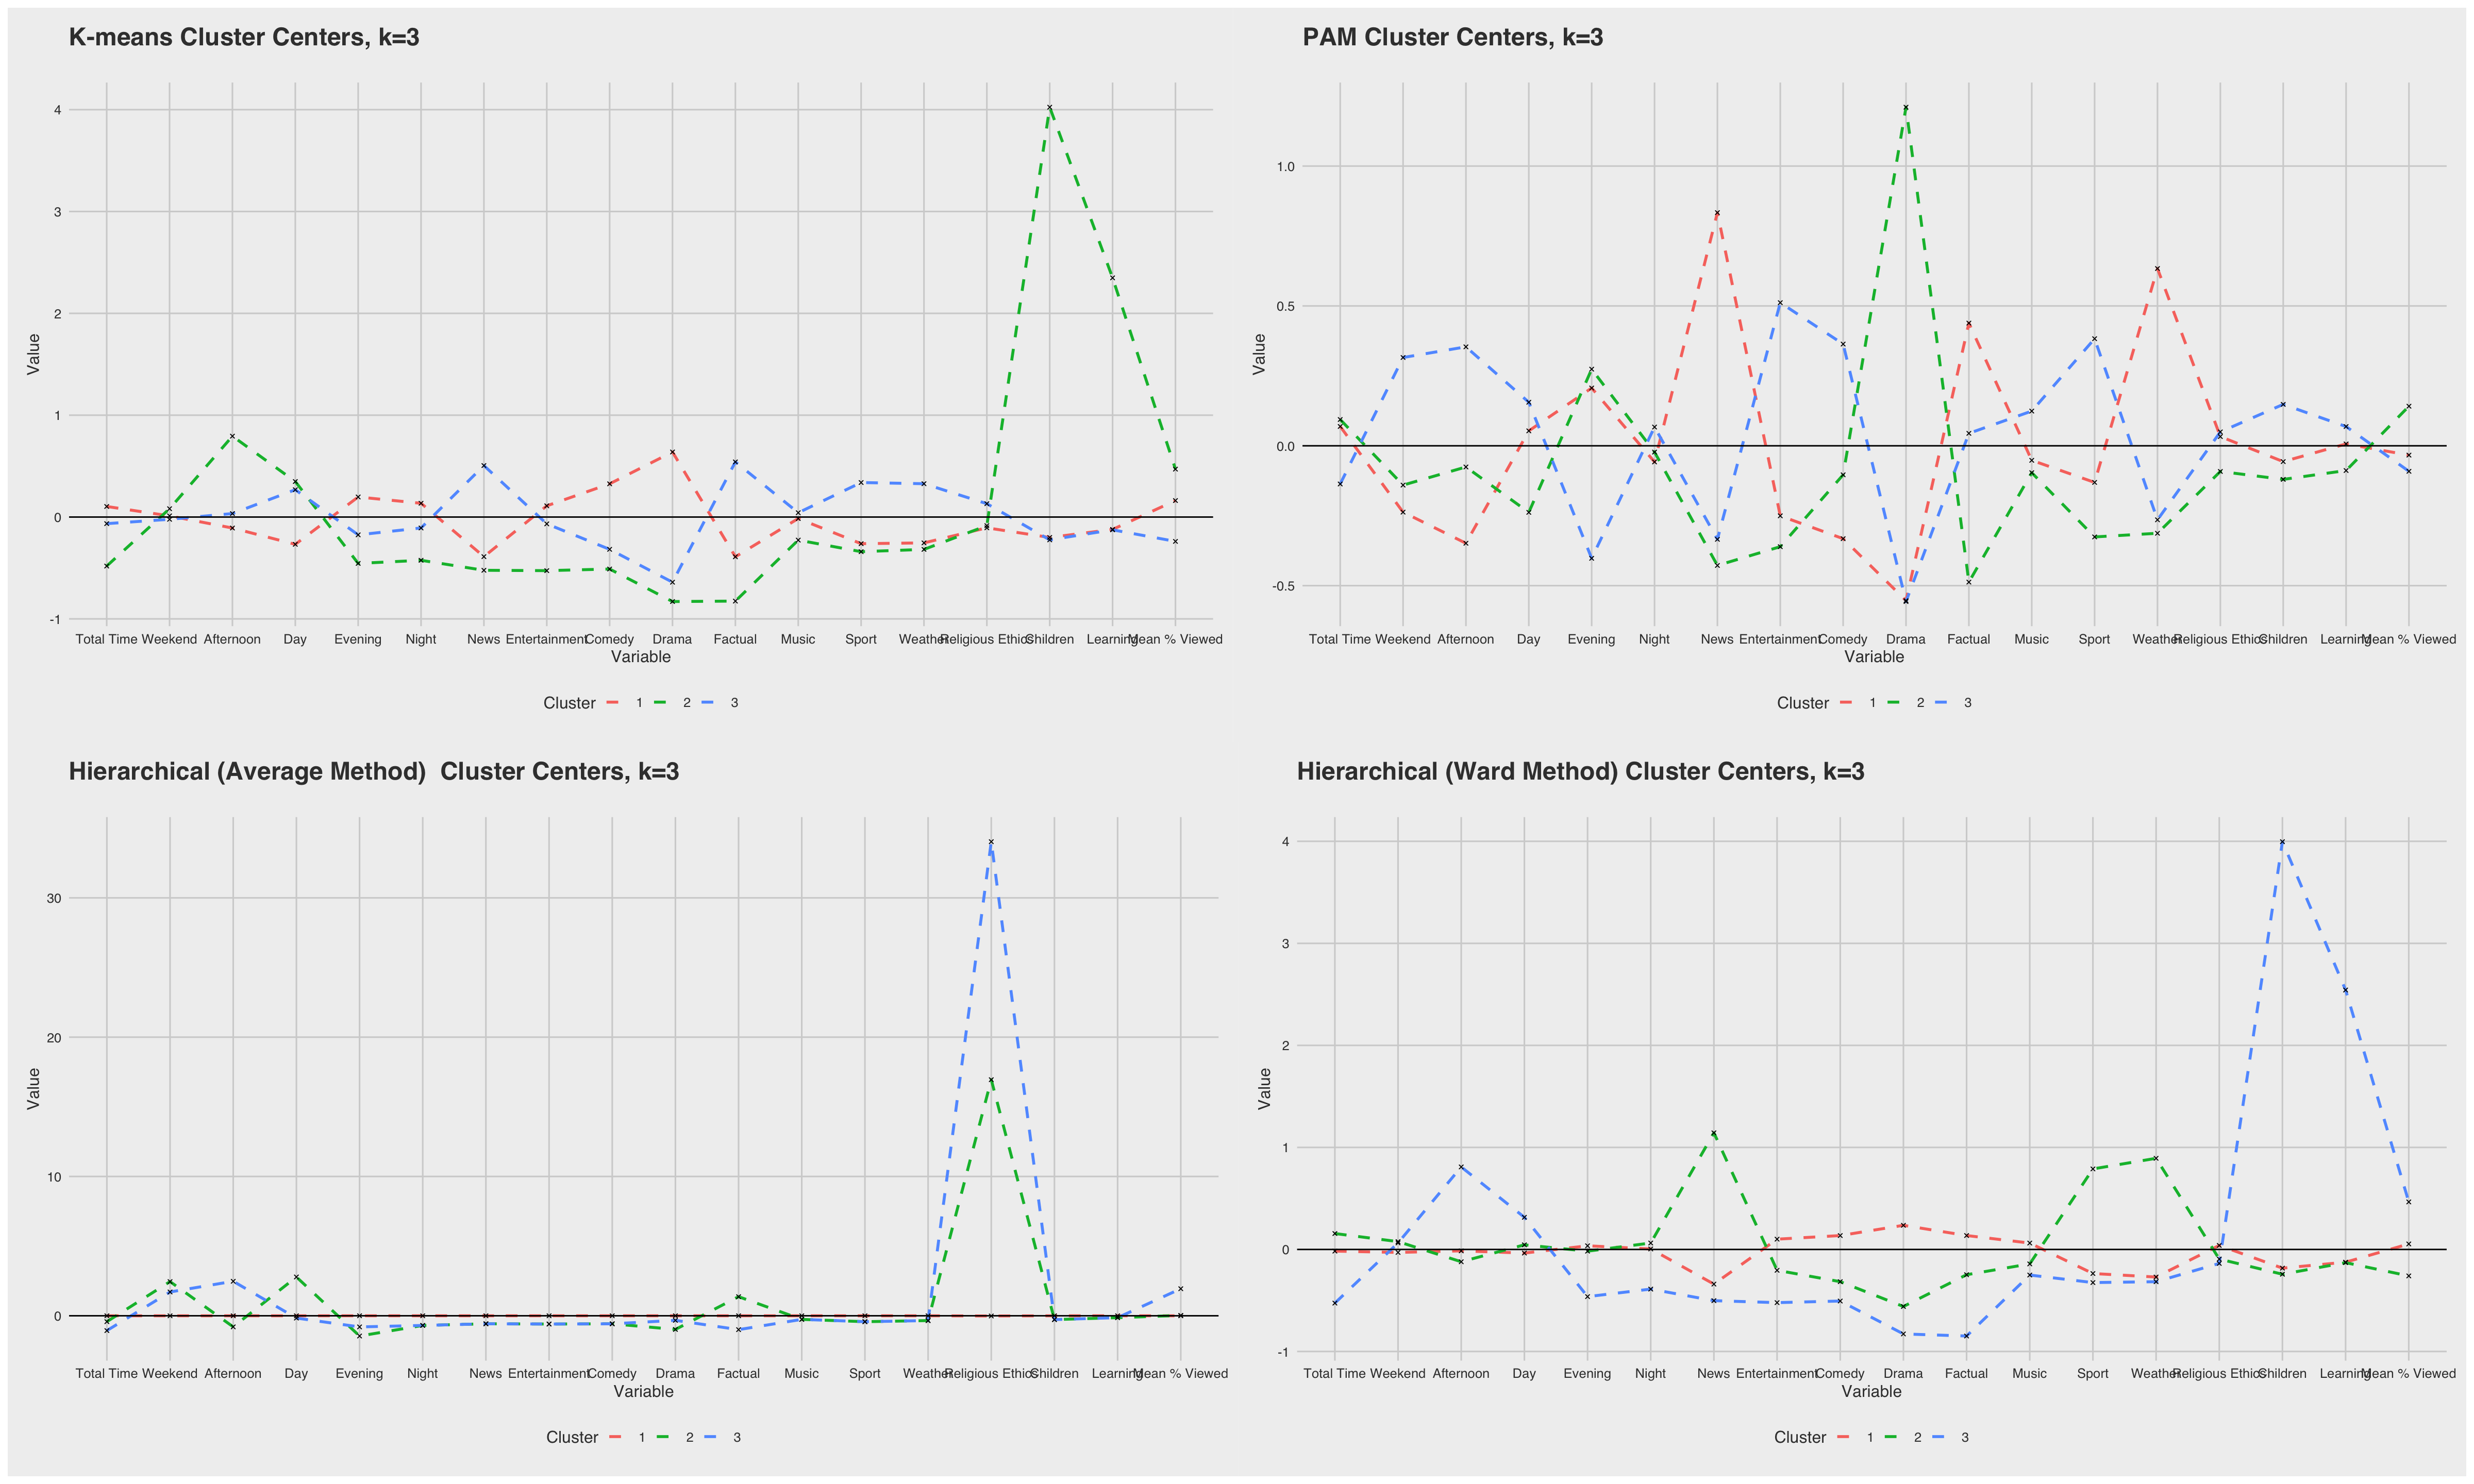 K-means Cluster Centers, k=3
4
3
2
1
0
-1
Value
Total Time Weekend Afternoon Day Evening Night News Entertainment Comedy Drama Factual Music Sport Weather Religious Ethics Children Learning Mean % Viewed
Variable
Cluster 1 2 3
PAM Cluster Centers, k=3
1.0
0.5
0.0
-0.5
Value
Total Time Weekend Afternoon Day Evening Night News Entertainment Comedy Drama Factual Music Sport Weather Religious Ethics Children Learning Mean % Viewed
Variable
Cluster 1 2 3
Hierarchical (Average Method) Cluster Centers, k=3
30
20
10
0
Value
Total Time Weekend Afternoon Day Evening Night News Entertainment Comedy Drama Factual Music Sport Weather Religious Ethics Children Learning Mean % Viewed
Variable
Cluster 1 2 3
Hierarchical (Ward Method) Cluster Centers, k=3
4
3
2
1
0
-1
Value
Total Time Weekend Afternoon Day Evening Night News Entertainment Comedy Drama Factual Music Sport Weather Religious Ethics Children Learning Mean % Viewed
Variable
Cluster 1 2 3